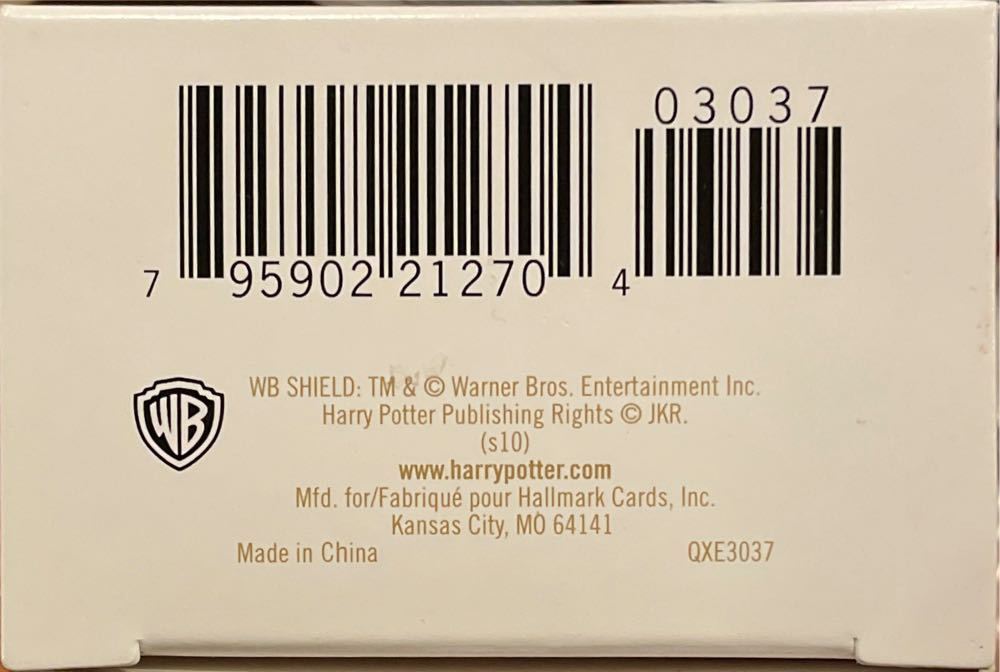 03037
7 95902 21270 4
WB
WB SHIELD: TM & © Warner Bros. Entertainment Inc.
Harry Potter Publishing Rights © JKR.
(s10)
www.harrypotter.com
Mfd. for/Fabriqué pour Hallmark Cards, Inc.
Kansas City, MO 64141
Made in China QXE3037